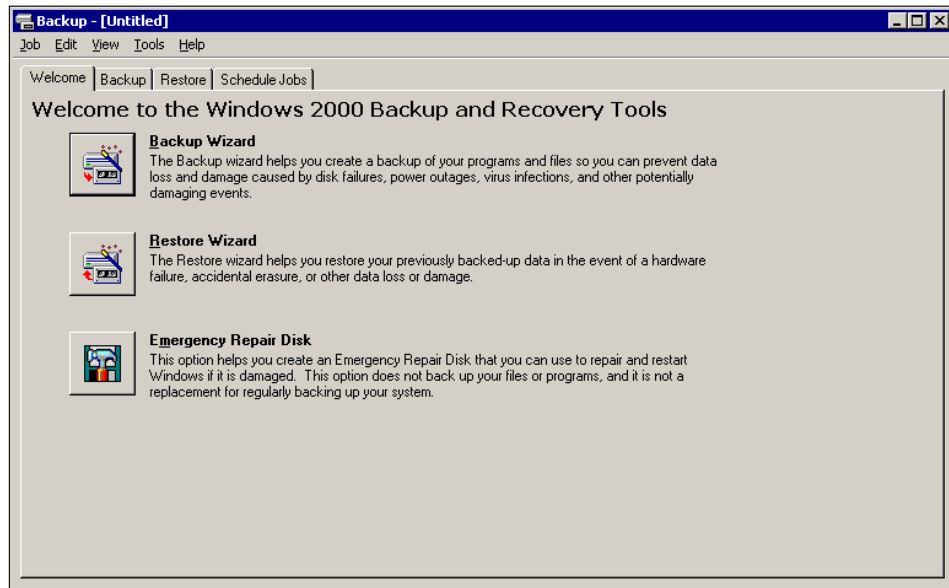 Backup - [Untitled]
Job Edit View Tools Help
Welcome Backup Restore Schedule Jobs
Welcome to the Windows 2000 Backup and Recovery Tools
Backup Wizard
The Backup wizard helps you create a backup of your programs and files so you can prevent data
loss and damage caused by disk failures, power outages, virus infections, and other potentially
damaging events.
Restore Wizard
The Restore wizard helps you restore your previously backed-up data in the event of a hardware
failure, accidental erasure, or other data loss or damage.
Emergency Repair Disk
This option helps you create an Emergency Repair Disk that you can use to repair and restart
Windows if it is damaged. This option does not back up your files or programs, and it is not a
replacement for regularly backing up your system.